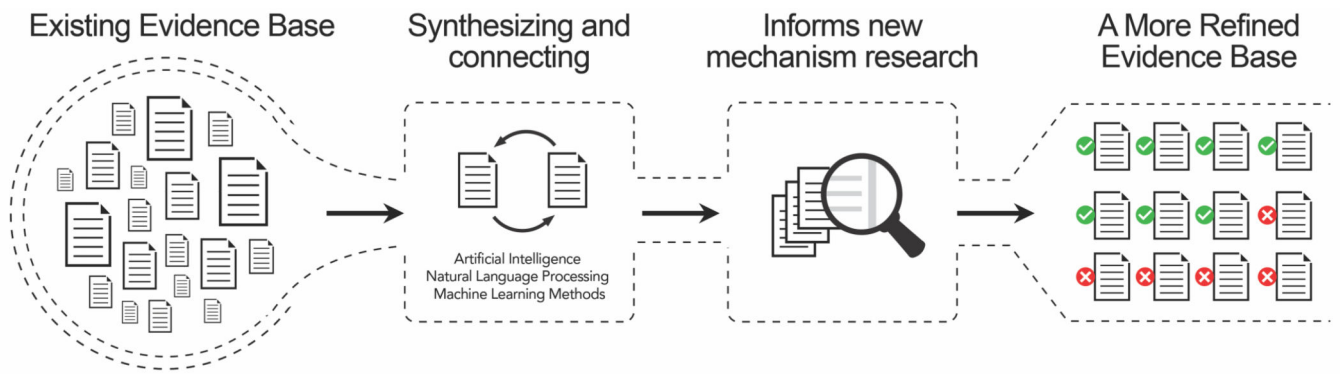 Existing Evidence Base
Synthesizing and
connecting
Artificial Intelligence
Natural Language Processing
Machine Learning Methods
Informs new
mechanism research
A More Refined
Evidence Base